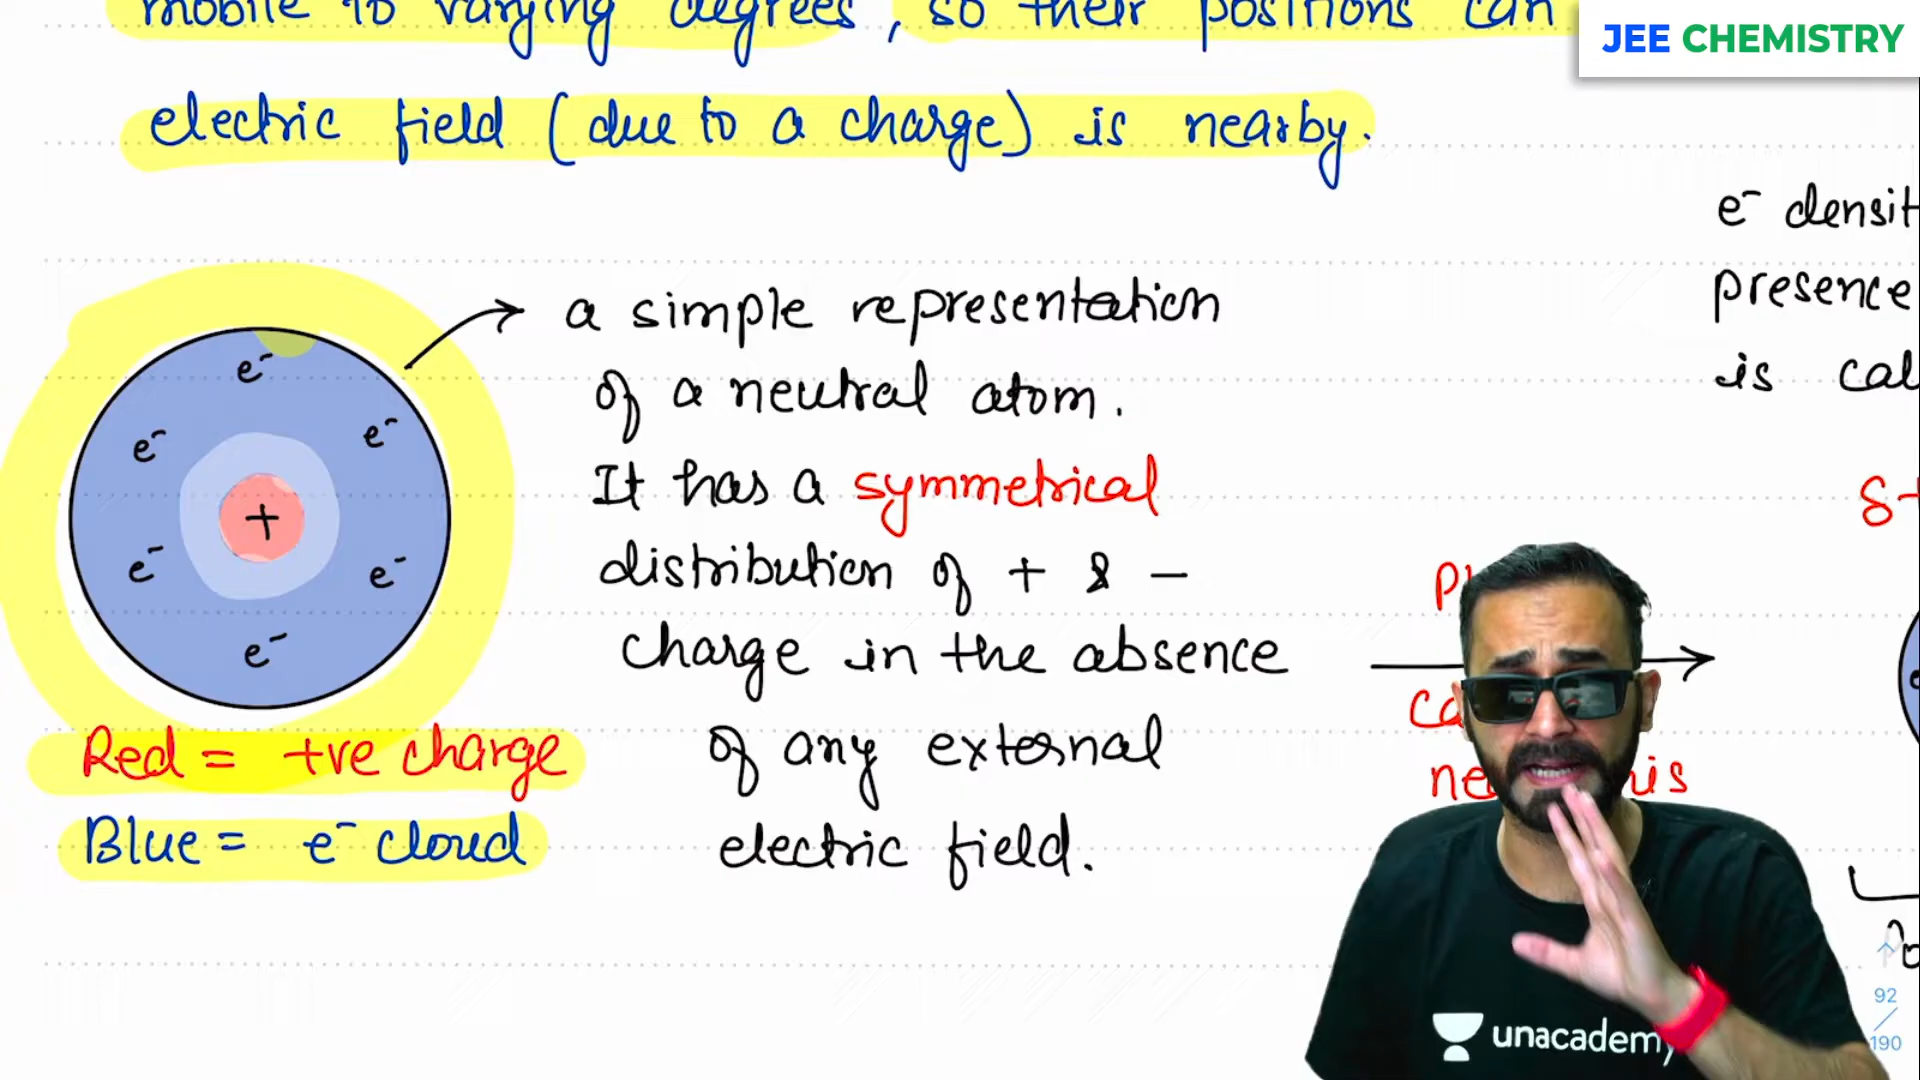 mobile to varying degrees, so their positions can
JEE CHEMISTRY
electric field (due to a charge) is nearby.
e⁻ densit
presence
is cal
a simple representation
of a neutral atom.
It has a symmetrical
distribution of + & −
charge in the absence
of any external
electric field.
e⁻
e⁻
e⁻
+
e⁻
e⁻
e⁻
Red = +ve charge
Blue = e⁻ cloud
δ+
unacademy
92
190